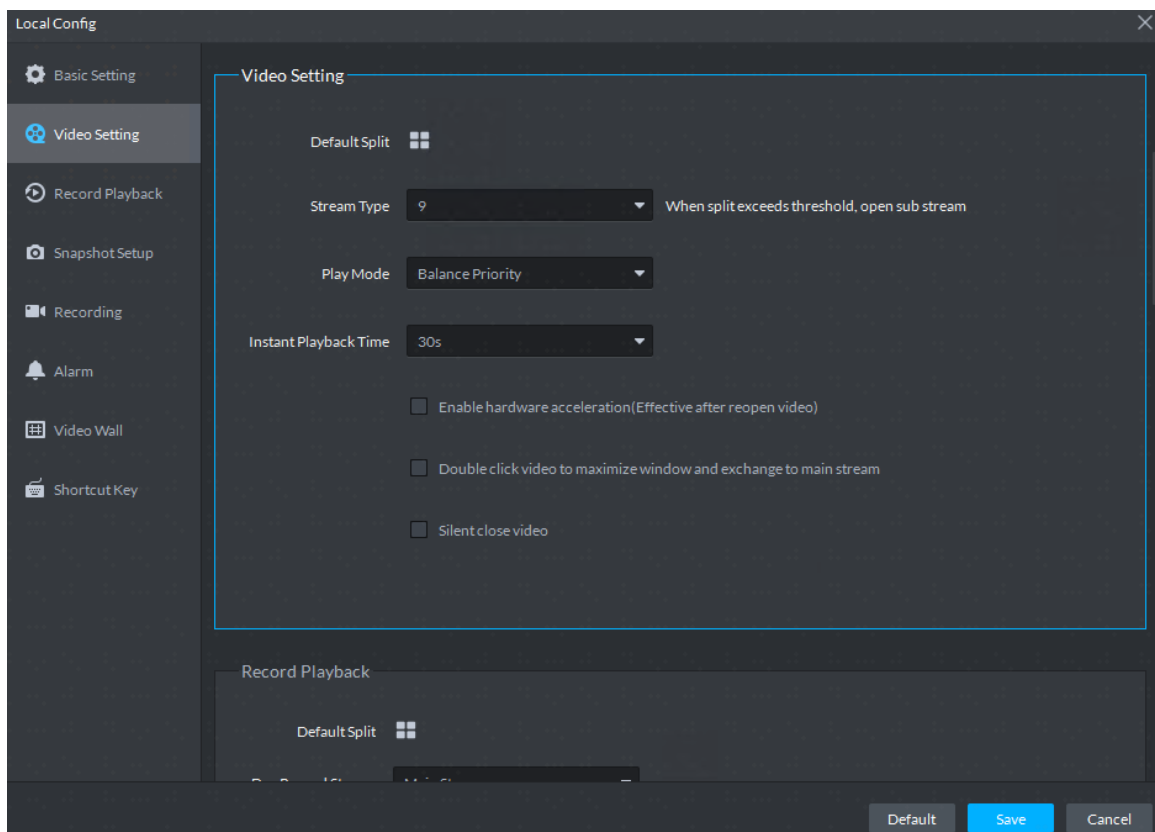 Local Config
Basic Setting
Video Setting
Record Playback
Snapshot Setup
Recording
Alarm
Video Wall
Shortcut Key
Video Setting
Default Split
Stream Type 9 When split exceeds threshold, open sub stream
Play Mode Balance Priority
Instant Playback Time 30s
Enable hardware acceleration(Effective after reopen video)
Double click video to maximize window and exchange to main stream
Silent close video
Record Playback
Default Split
Default Save Cancel